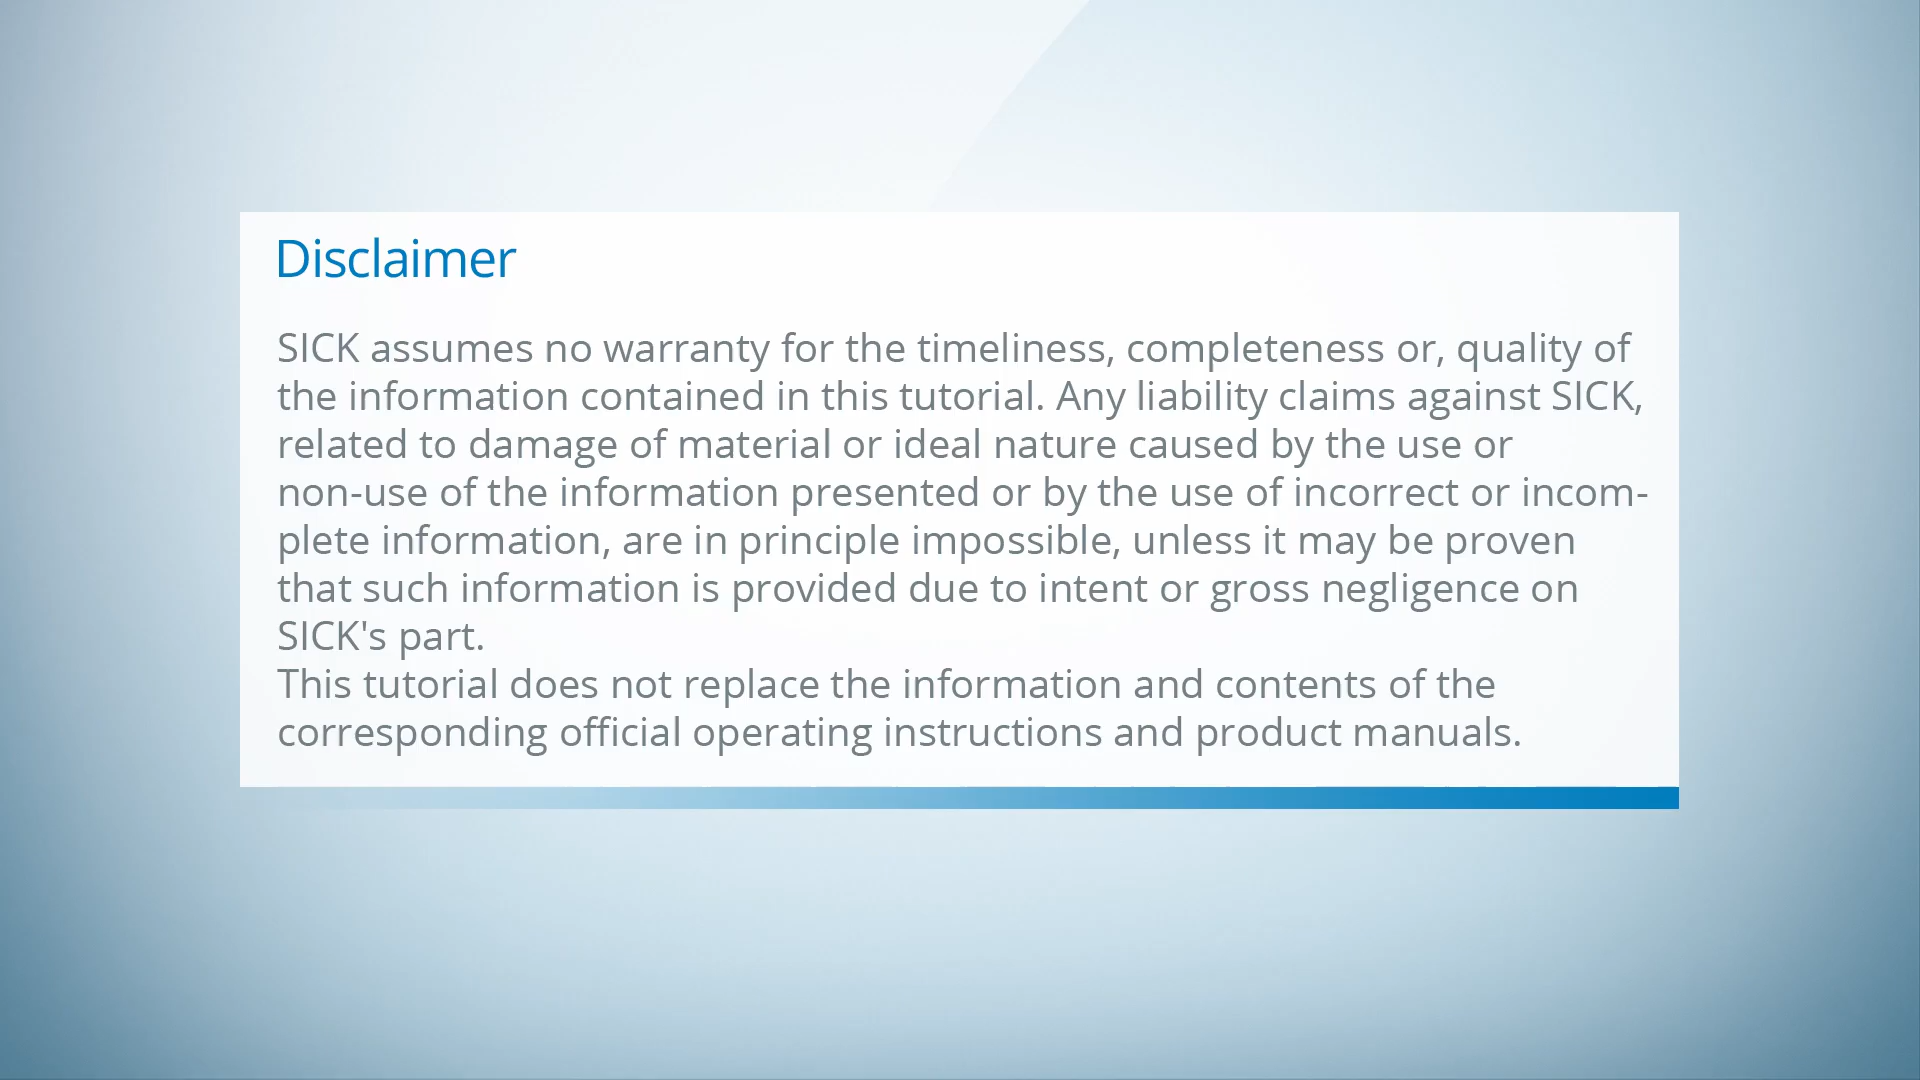 Disclaimer
SICK assumes no warranty for the timeliness, completeness or, quality of
the information contained in this tutorial. Any liability claims against SICK,
related to damage of material or ideal nature caused by the use or
non-use of the information presented or by the use of incorrect or incom-
plete information, are in principle impossible, unless it may be proven
that such information is provided due to intent or gross negligence on
SICK's part.
This tutorial does not replace the information and contents of the
corresponding official operating instructions and product manuals.